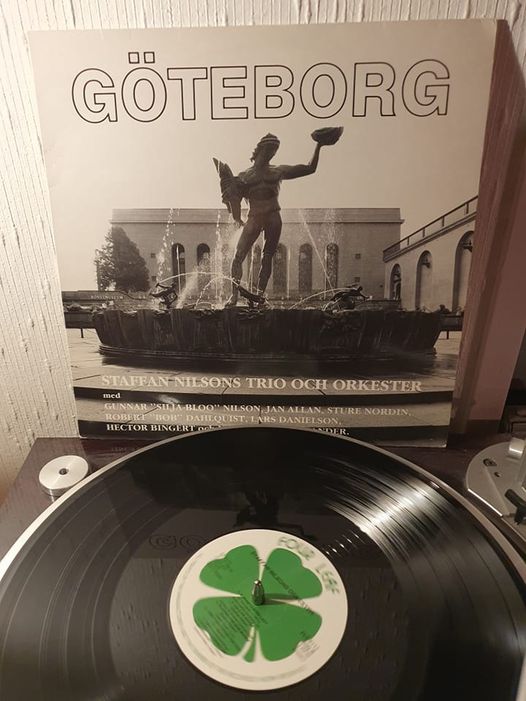 GÖTEBORG
STAFFAN NILSONS TRIO OCH ORKESTER
med
GUNNAR "SILJA BLOO" NILSON, JAN ALLAN, STURE NORDIN,
ROBERT "BOB" DAHLQUIST, LARS DANIELSON,
HECTOR BINGERT och
FOUR LEAF